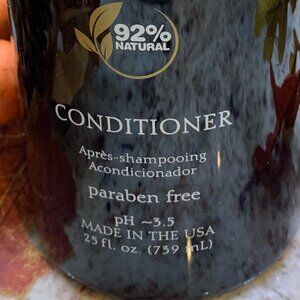 92%
NATURAL
CONDITIONER
Après-shampooing
Acondicionador
paraben free
pH ~3.5
MADE IN THE USA
25 fl. oz. (739 mL)